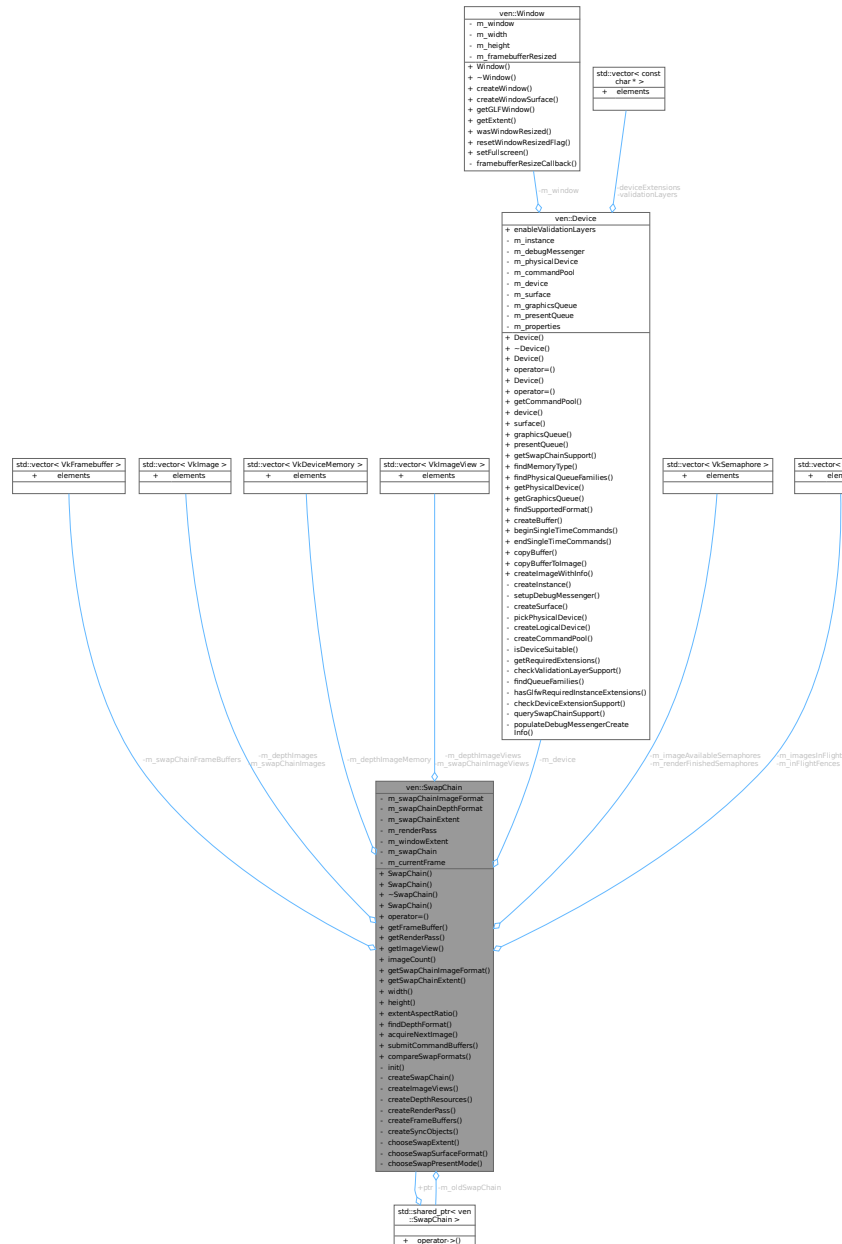 ven::Window
- m_window
- m_width
- m_height
- m_framebufferResized
+ Window()
+ ~Window()
+ createWindow()
+ createWindowSurface()
+ getGLFWindow()
+ getExtent()
+ wasWindowResized()
+ resetWindowResizedFlag()
+ setFullscreen()
- framebufferResizeCallback()
std::vector< const
char * >
+ elements
-m_window
-deviceExtensions
-validationLayers
ven::Device
+ enableValidationLayers
- m_instance
- m_debugMessenger
- m_physicalDevice
- m_commandPool
- m_device
- m_surface
- m_graphicsQueue
- m_presentQueue
- m_properties
+ Device()
+ ~Device()
+ Device()
+ operator=()
+ Device()
+ operator=()
+ getCommandPool()
+ device()
+ surface()
+ graphicsQueue()
+ presentQueue()
+ getSwapChainSupport()
+ findMemoryType()
+ findPhysicalQueueFamilies()
+ getPhysicalDevice()
+ getGraphicsQueue()
+ findSupportedFormat()
+ createBuffer()
+ beginSingleTimeCommands()
+ endSingleTimeCommands()
+ copyBuffer()
+ copyBufferToImage()
+ createImageWithInfo()
- createInstance()
- setupDebugMessenger()
- createSurface()
- pickPhysicalDevice()
- createLogicalDevice()
- createCommandPool()
- isDeviceSuitable()
- getRequiredExtensions()
- checkValidationLayerSupport()
- findQueueFamilies()
- hasGlfwRequiredInstanceExtensions()
- checkDeviceExtensionSupport()
- querySwapChainSupport()
- populateDebugMessengerCreate
Info()
std::vector< VkFramebuffer >
+ elements
std::vector< VkImage >
+ elements
std::vector< VkDeviceMemory >
+ elements
std::vector< VkImageView >
+ elements
std::vector< VkSemaphore >
+ elements
std::vector<
+ elem
-m_swapChainFrameBuffers
-m_depthImages
-m_swapChainImages
-m_depthImageMemory
-m_depthImageViews
-m_swapChainImageViews
-m_device
-m_imageAvailableSemaphores
-m_renderFinishedSemaphores
-m_imagesInFlight
-m_inFlightFences
ven::SwapChain
- m_swapChainImageFormat
- m_swapChainDepthFormat
- m_swapChainExtent
- m_renderPass
- m_windowExtent
- m_swapChain
- m_currentFrame
+ SwapChain()
+ SwapChain()
+ ~SwapChain()
+ SwapChain()
+ operator=()
+ getFrameBuffer()
+ getRenderPass()
+ getImageView()
+ imageCount()
+ getSwapChainImageFormat()
+ getSwapChainExtent()
+ width()
+ height()
+ extentAspectRatio()
+ findDepthFormat()
+ acquireNextImage()
+ submitCommandBuffers()
+ compareSwapFormats()
- init()
- createSwapChain()
- createImageViews()
- createDepthResources()
- createRenderPass()
- createFrameBuffers()
- createSyncObjects()
- chooseSwapExtent()
- chooseSwapSurfaceFormat()
- chooseSwapPresentMode()
+ptr
-m_oldSwapChain
std::shared_ptr< ven
::SwapChain >
+ operator->()